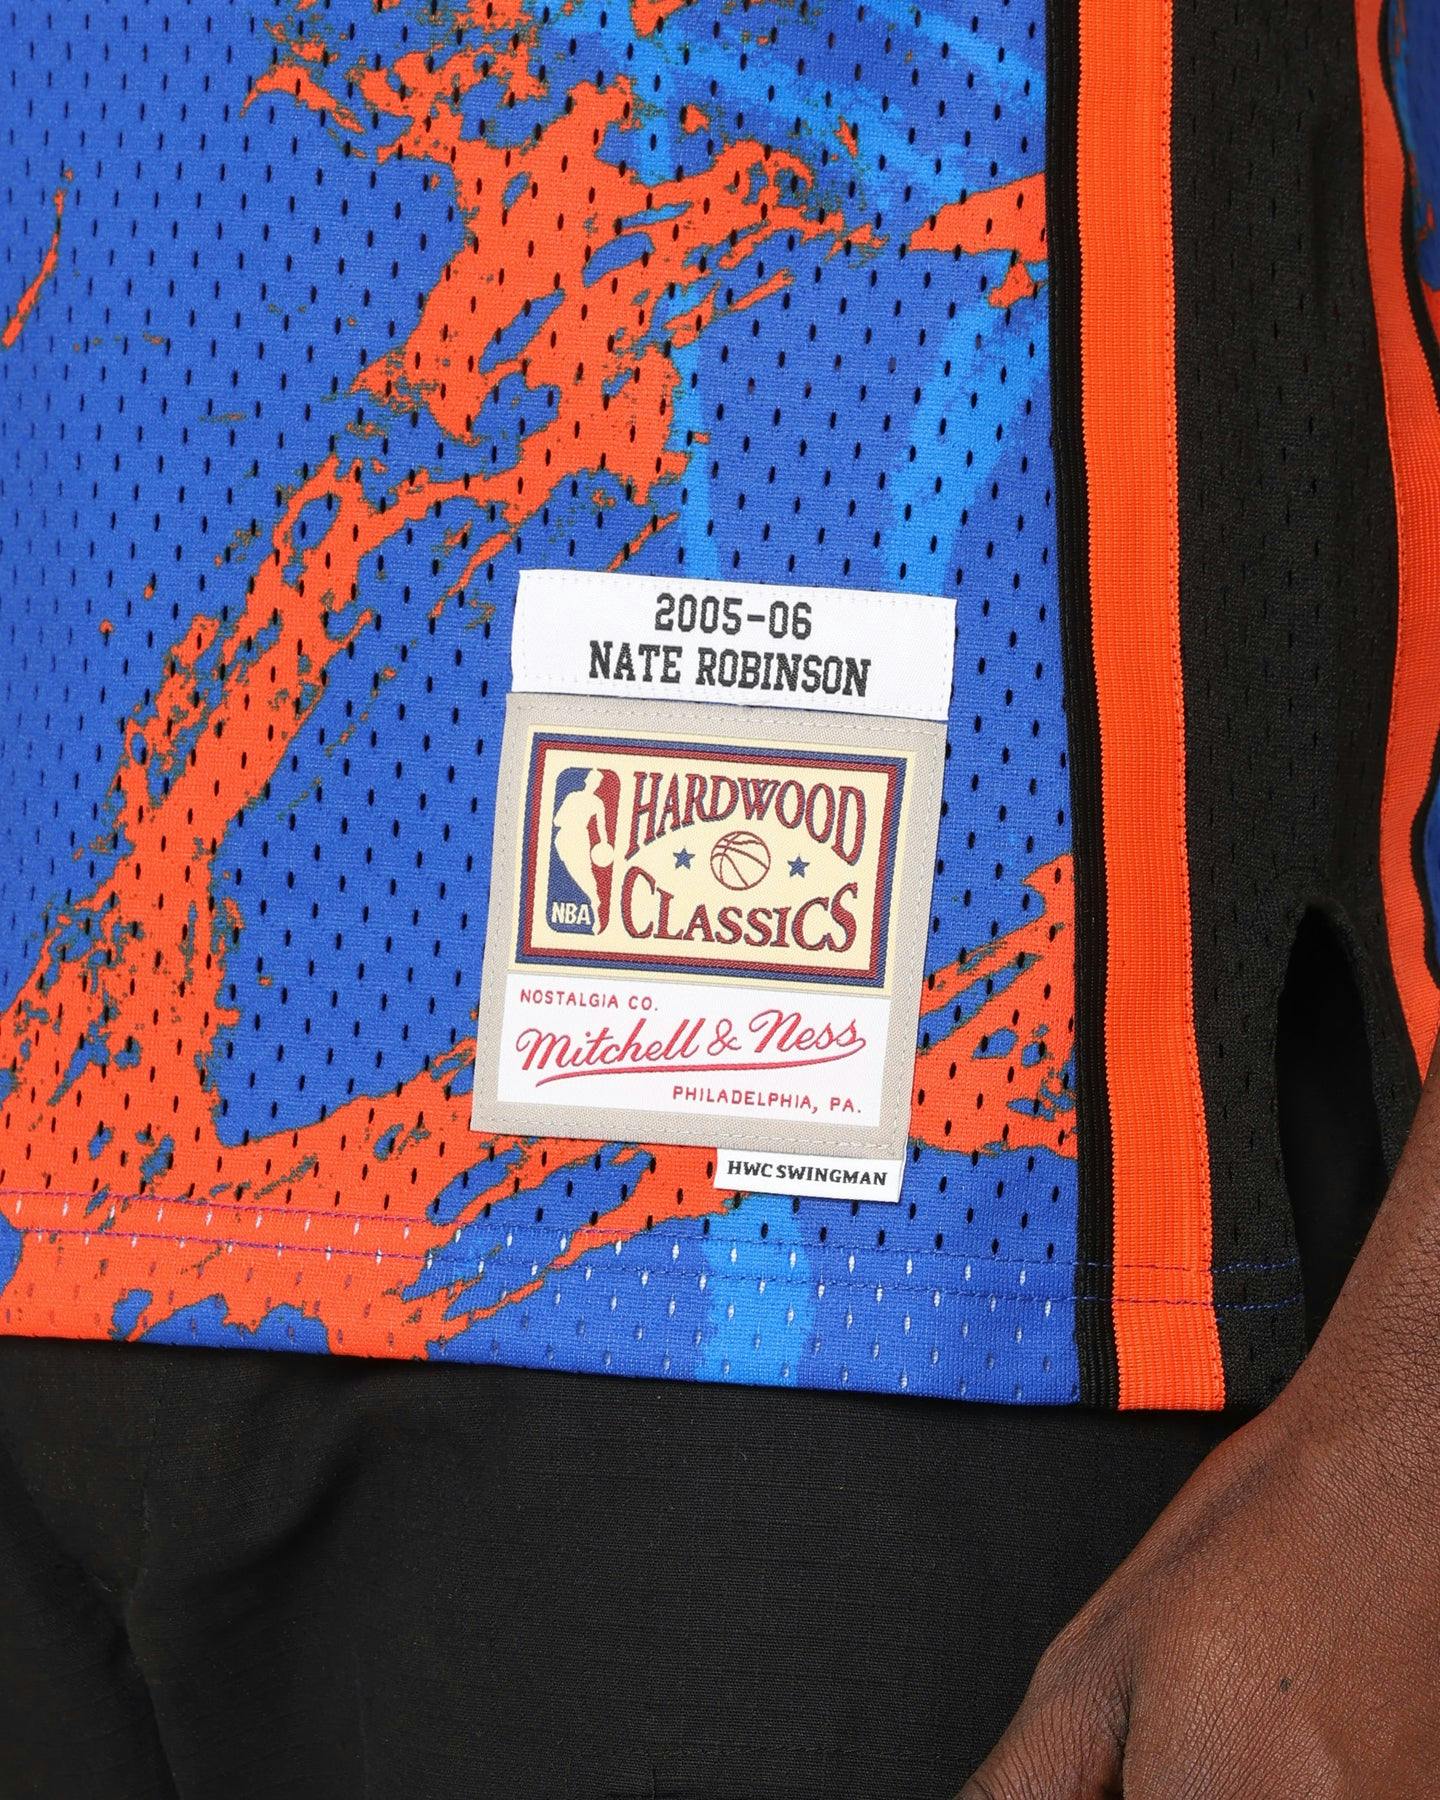 2005-06
NATE ROBINSON
HARDWOOD
CLASSICS
NBA
NOSTALGIA CO.
Mitchell & Ness
PHILADELPHIA, PA.
HWC SWINGMAN